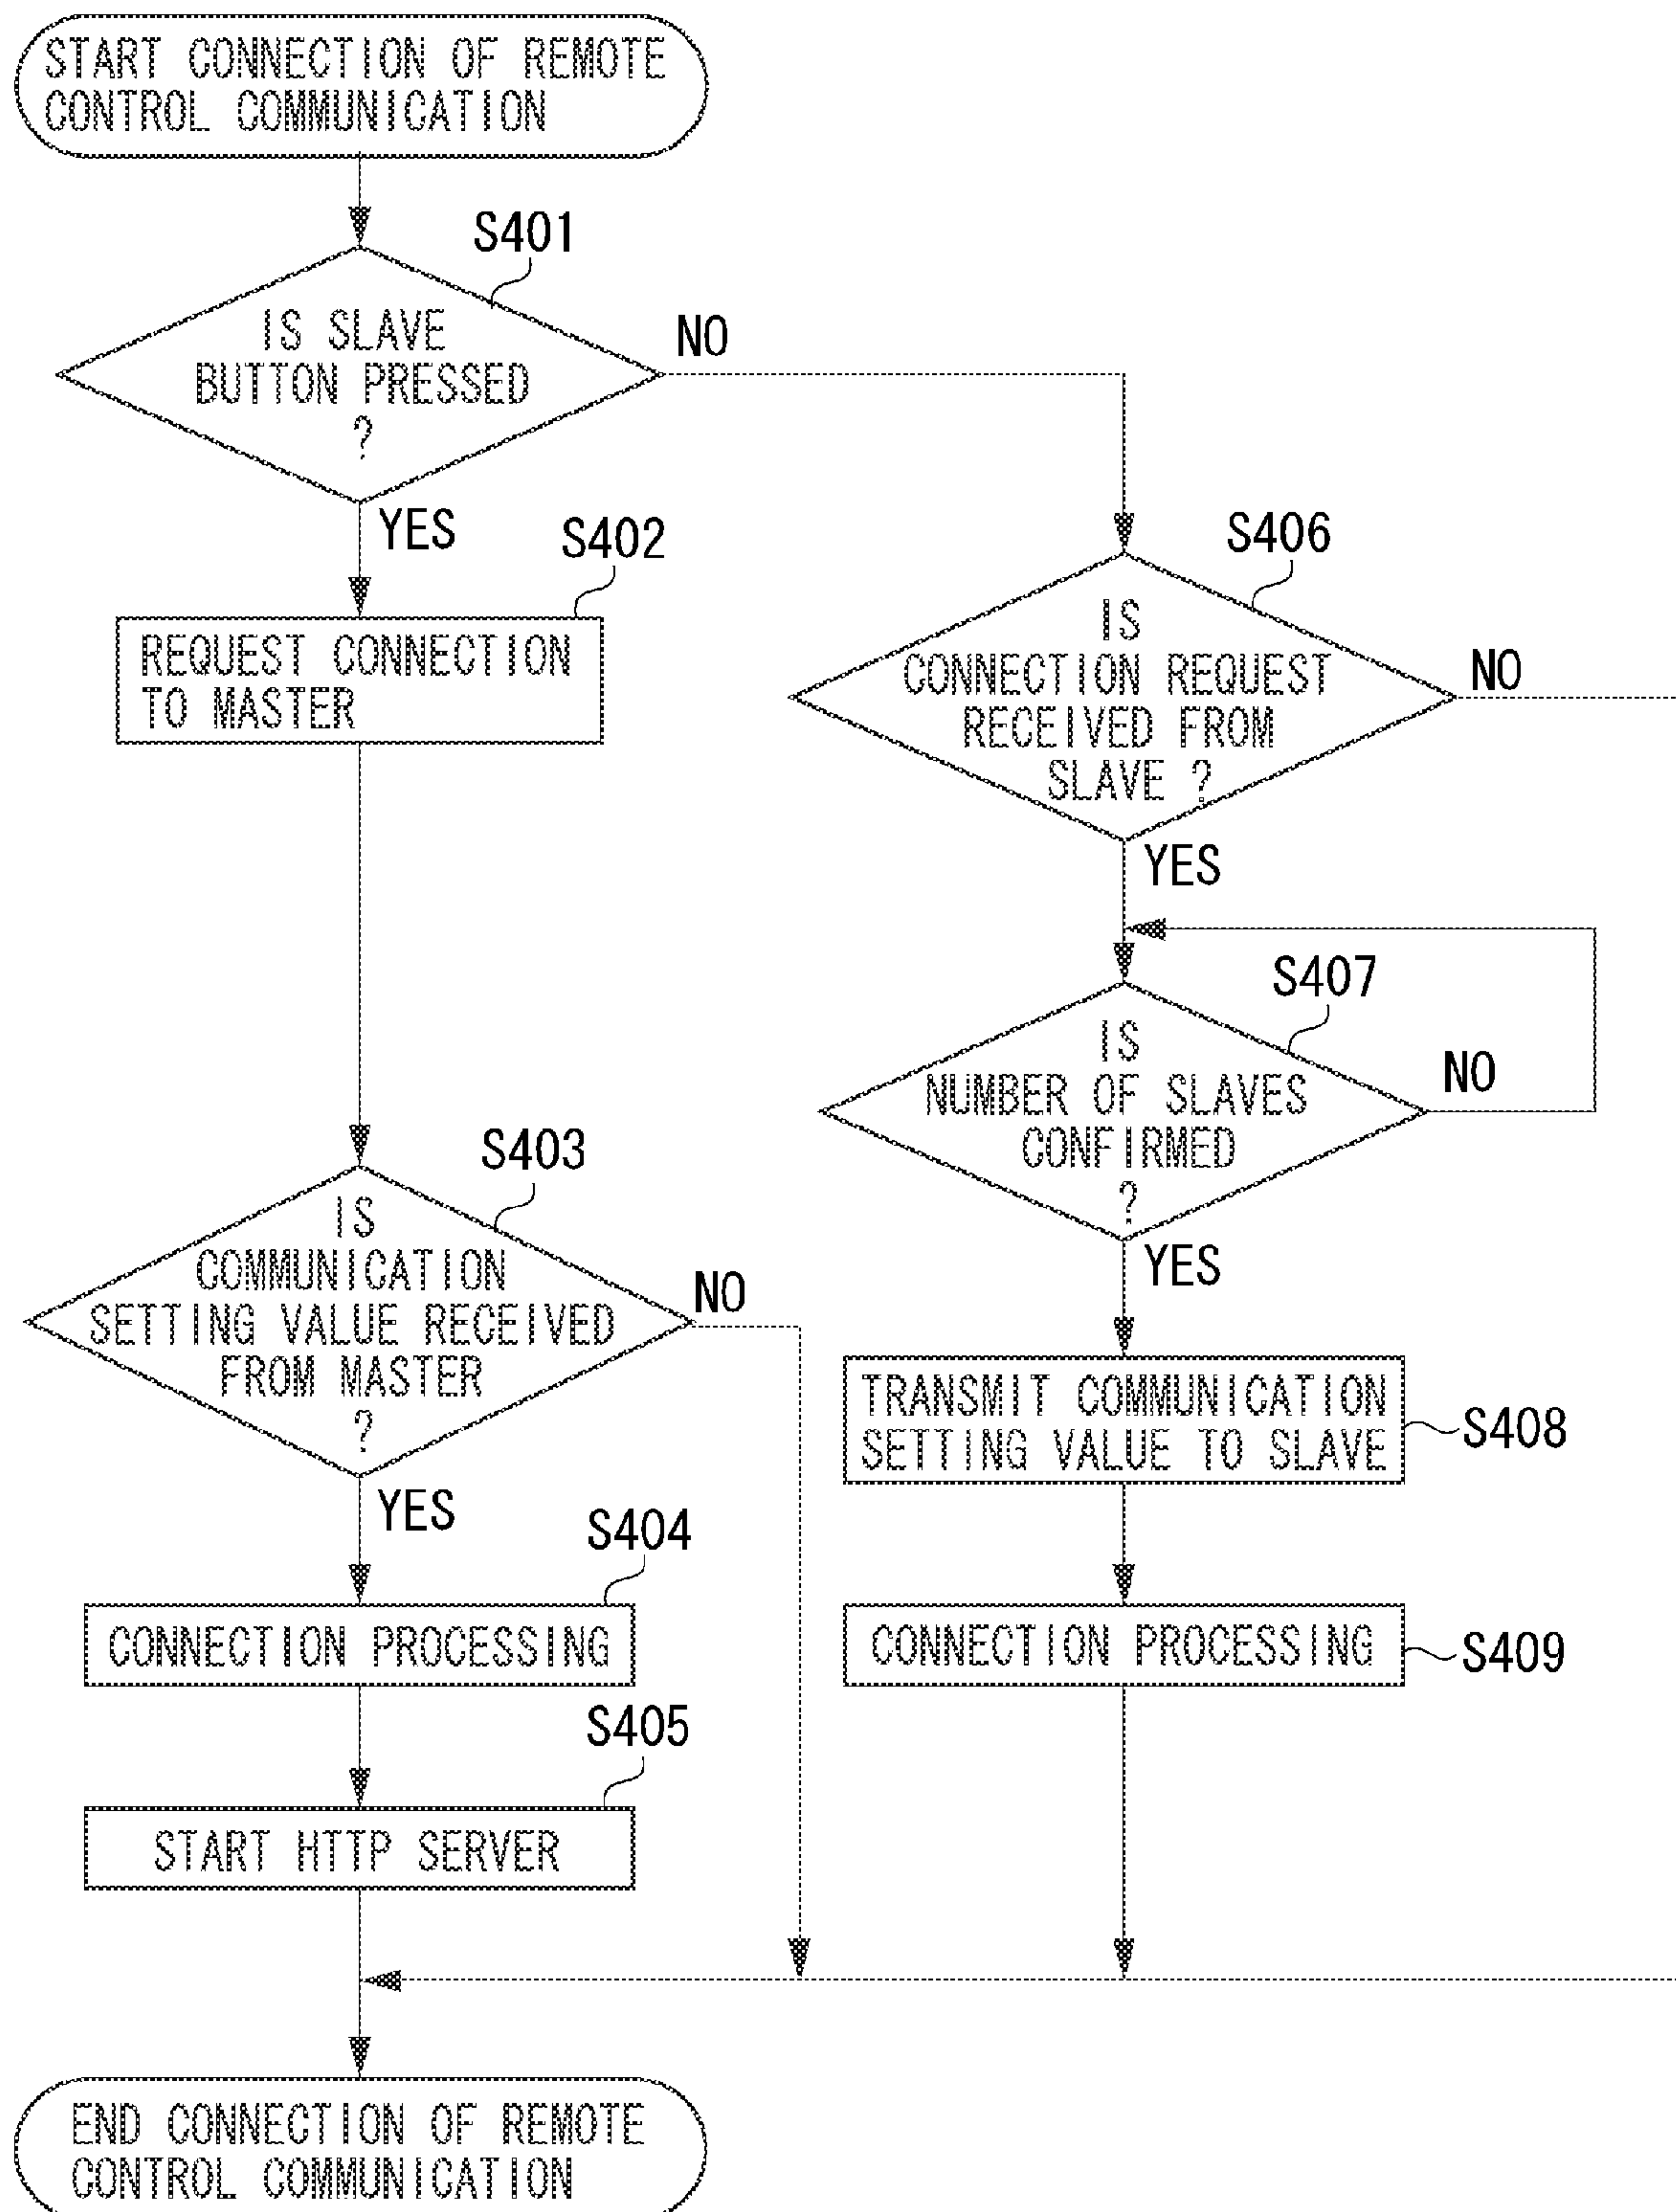 START CONNECTION OF REMOTE
CONTROL COMMUNICATION
S401
IS SLAVE
BUTTON PRESSED
?
NO
YES
S402
REQUEST CONNECTION
TO MASTER
S403
IS
COMMUNICATION
SETTING VALUE RECEIVED
FROM MASTER
?
NO
YES
S404
CONNECTION PROCESSING
S405
START HTTP SERVER
S406
IS
CONNECTION REQUEST
RECEIVED FROM
SLAVE ?
NO
YES
S407
IS
NUMBER OF SLAVES
CONFIRMED
?
NO
YES
TRANSMIT COMMUNICATION
SETTING VALUE TO SLAVE
S408
CONNECTION PROCESSING
S409
END CONNECTION OF REMOTE
CONTROL COMMUNICATION